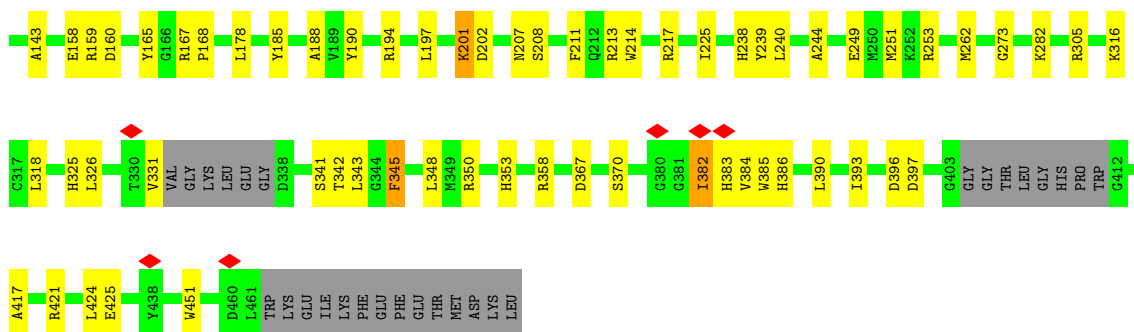 A143 E158 R159 D160 Y165 G166 R167 P168 L178 Y185 A188 V189 Y190 R194 L197 K201 D202 N207 S208 F211 Q212 R213 W214 R217 I225 H238 Y239 L240 A244 E249 M250 M251 K252 R253 M262 G273 K282 R305 K316
C317 L318 H325 L326 T330 V331 VAL GLY LYS LEU GLU GLY D338 S341 T342 L343 G344 F345 L348 M349 R350 H353 R358 D367 S370 G380 G381 I382 H383 V384 W385 H386 L390 I393 D396 D397 G403 GLY GLY THR LEU GLY HIS PRO TRP G412
A417 R421 L424 E425 Y438 W451 D460 L461 TRP LYS GLU ILE LYS PHE GLU PHE GLU THR MET ASP LYS LEU